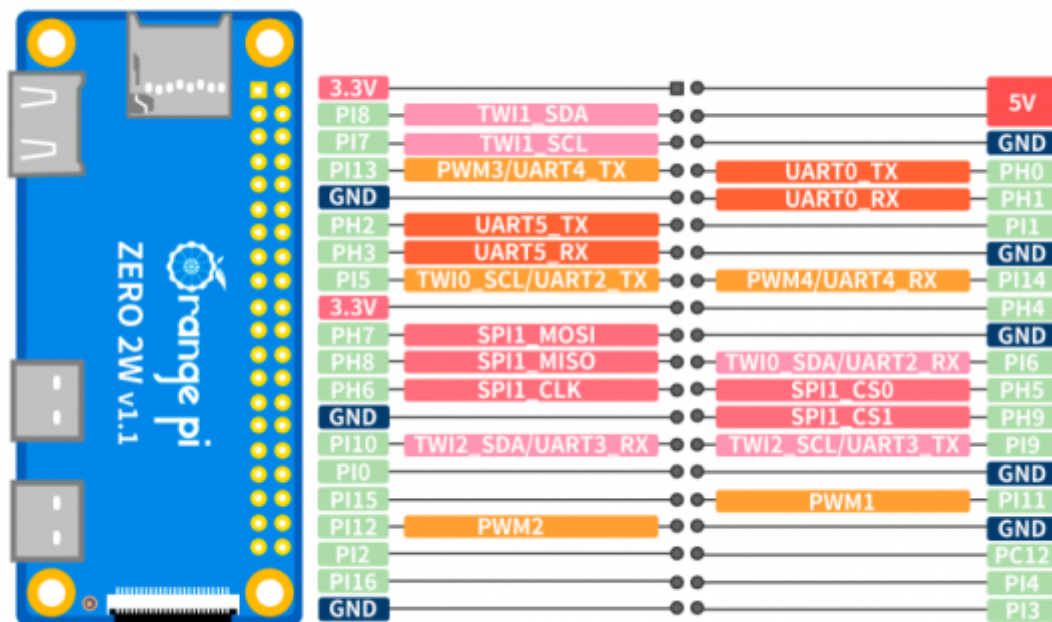 3.3V 5V
PI8 TWI1_SDA
PI7 TWI1_SCL GND
PI13 PWM3/UART4_TX UART0_TX PH0
GND UART0_RX PH1
PH2 UART5_TX PI1
PH3 UART5_RX GND
PI5 TWI0_SCL/UART2_TX PWM4/UART4_RX PI14
3.3V PH4
PH7 SPI1_MOSI GND
PH8 SPI1_MISO TWI0_SDA/UART2_RX PI6
PH6 SPI1_CLK SPI1_CS0 PH5
GND SPI1_CS1 PH9
PI10 TWI2_SDA/UART3_RX TWI2_SCL/UART3_TX PI9
PI0 GND
PI15 PWM1 PI11
PI12 PWM2 GND
PI2 PC12
PI16 PI4
GND PI3
Orange pi
ZERO 2W v1.1